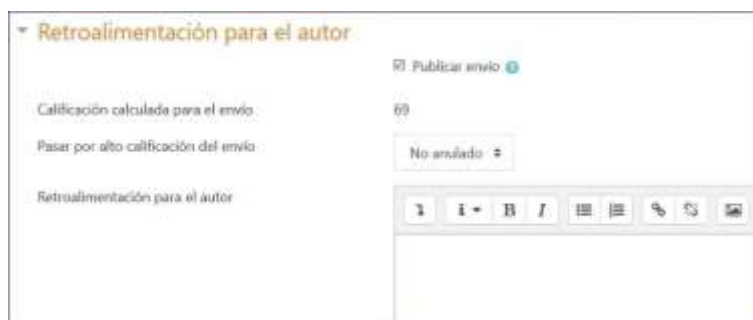 Retroalimentación para el autor
Publicar envío
Calificación calculada para el envío
69
Pasar por alto calificación del envío
No anulado
Retroalimentación para el autor
B I